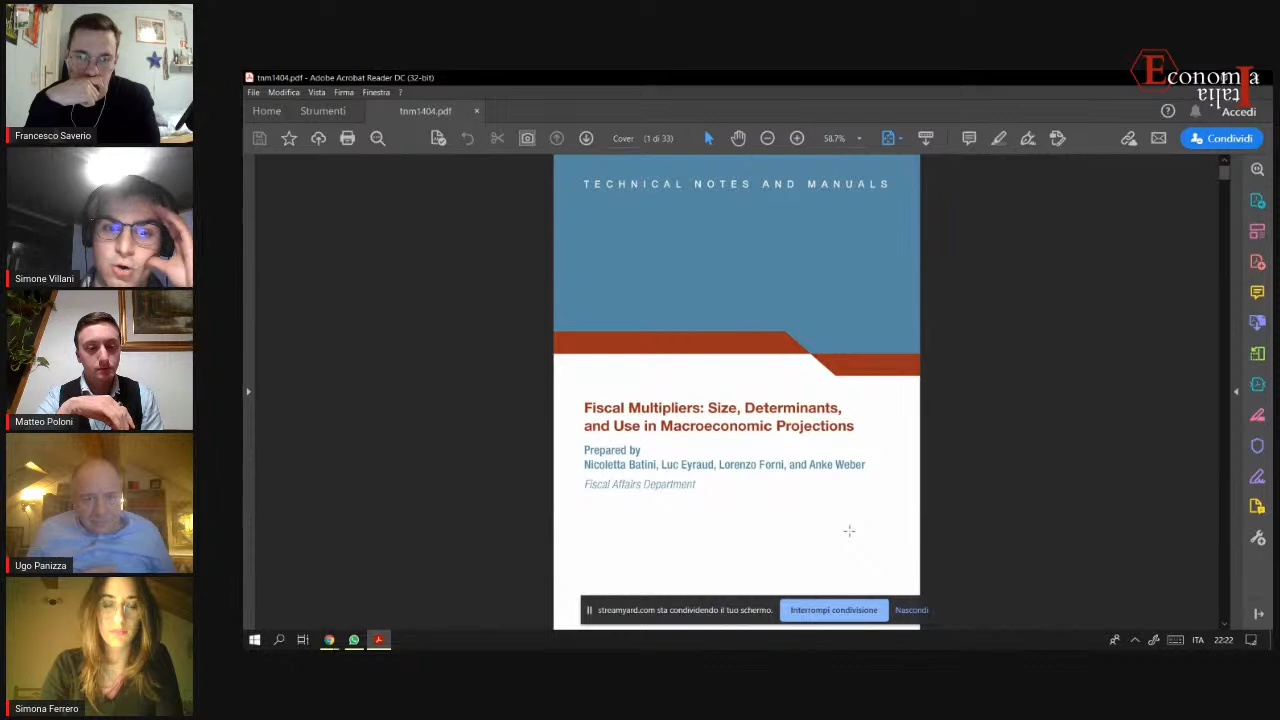 Francesco Saverio
Simone Villani
Matteo Poloni
Ugo Panizza
Simona Ferrero
Economia
Italia
tnm1404.pdf - Adobe Acrobat Reader DC (32-bit)
File Modifica Vista Firma Finestra ?
Home Strumenti tnm1404.pdf × Accedi
Cover (1 di 33) 58,7% Condividi
TECHNICAL NOTES AND MANUALS
Fiscal Multipliers: Size, Determinants,
and Use in Macroeconomic Projections
Prepared by
Nicoletta Batini, Luc Eyraud, Lorenzo Forni, and Anke Weber
Fiscal Affairs Department
streamyard.com sta condividendo il tuo schermo. Interrompi condivisione Nascondi
ITA 22:22